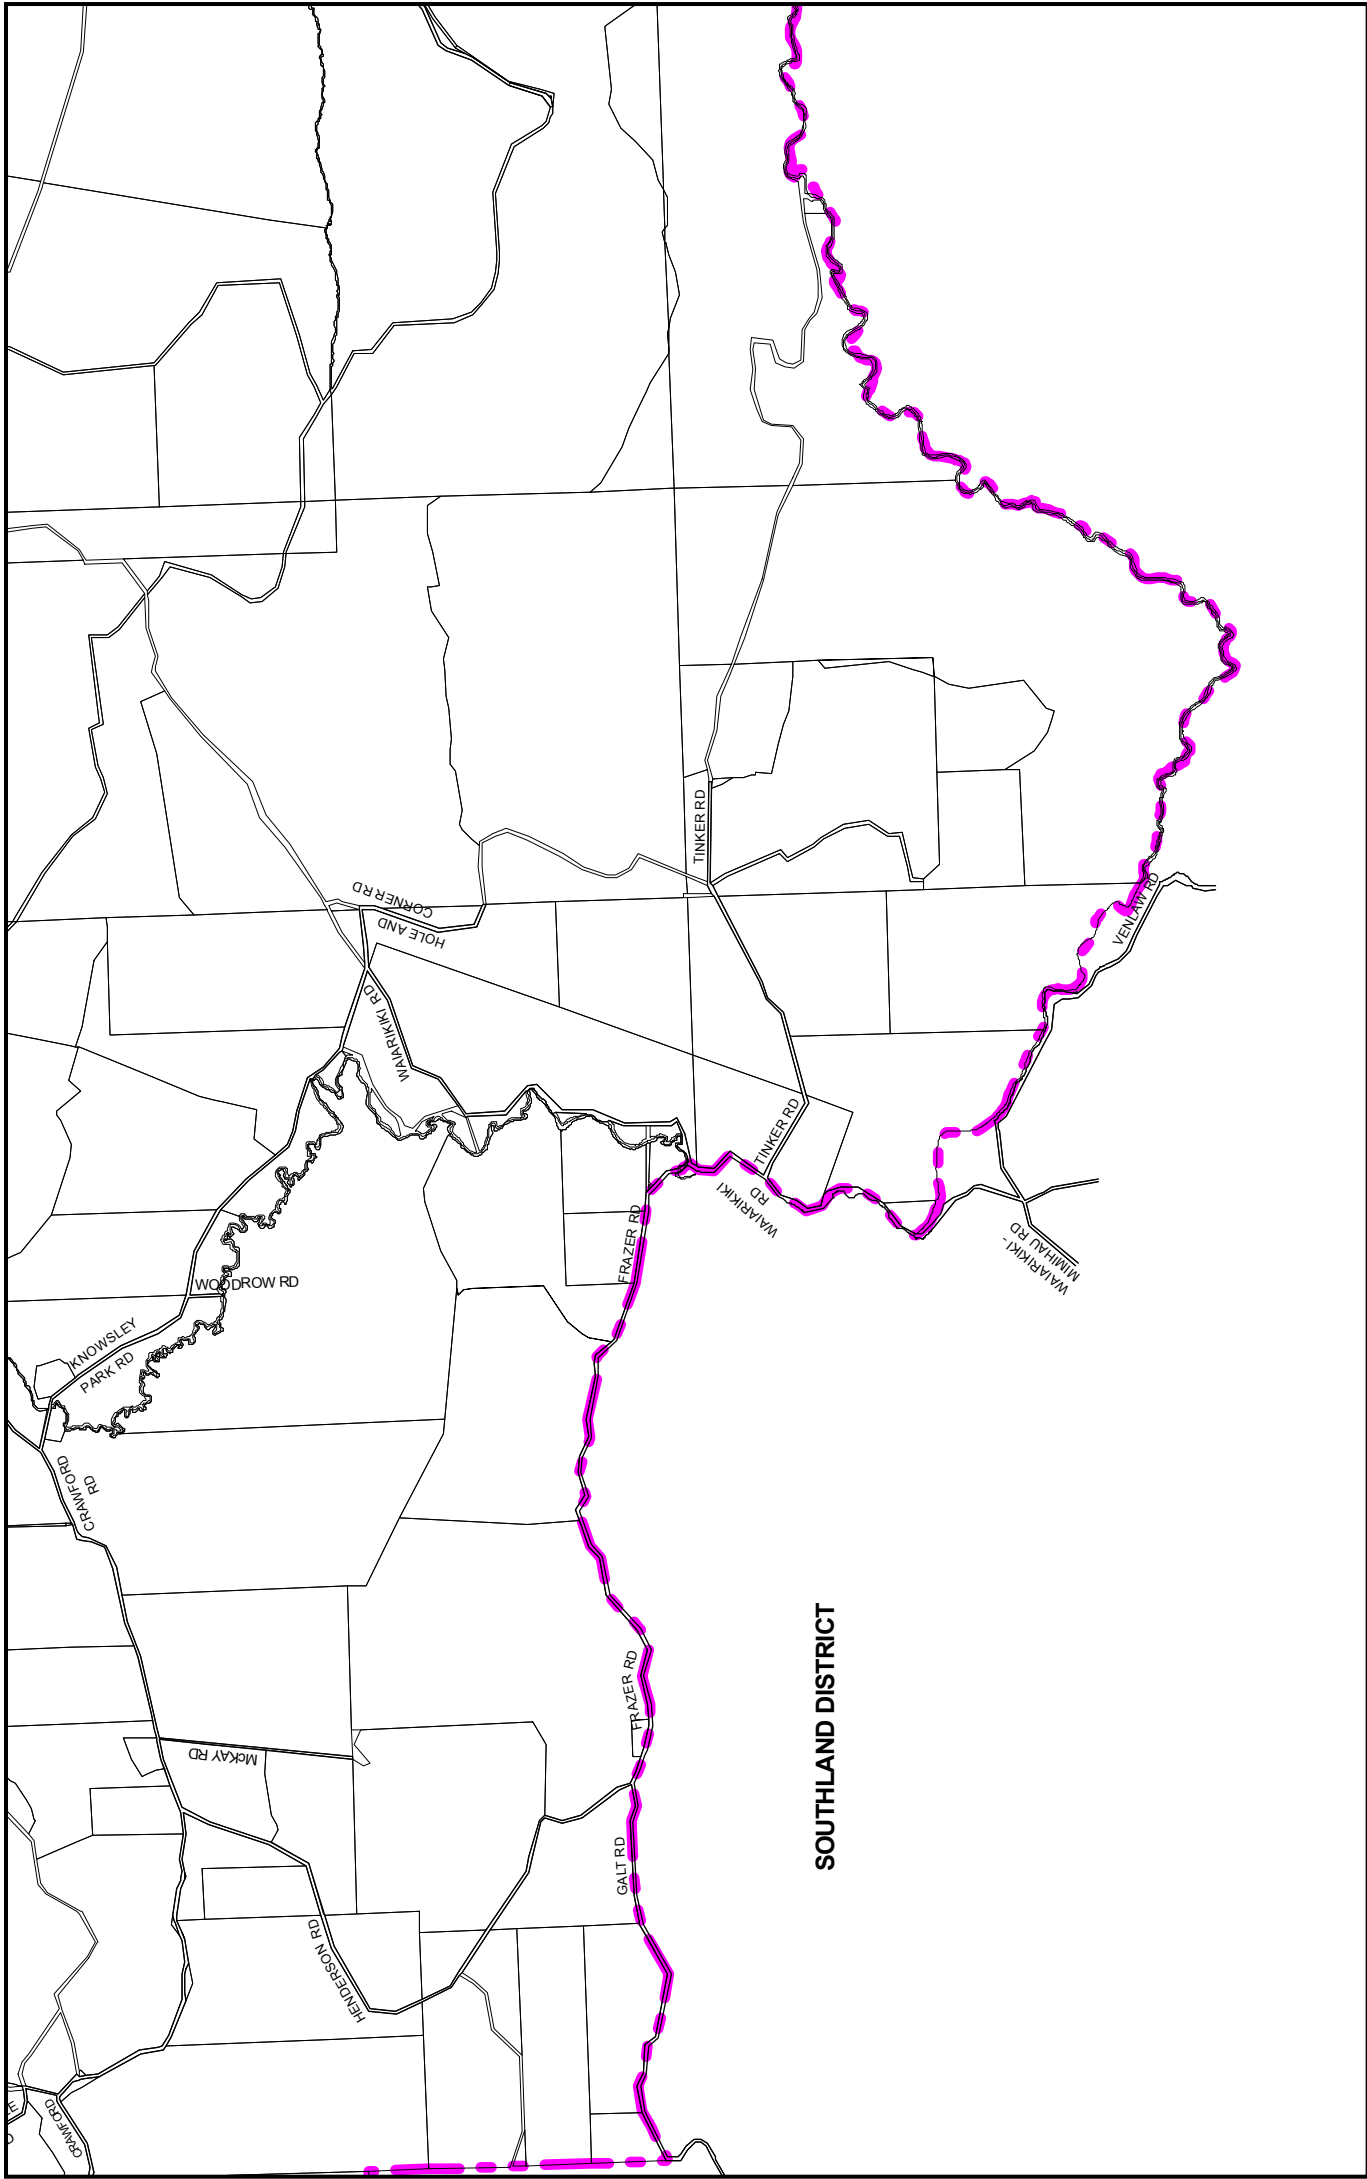 CORNER RD
HOLE AND
WAIARIKIKI RD
TINKER RD
VENLAW RD
TINKER RD
WAIARIKIKI
RD
WAIARIKIKI -
MIMIHAU RD
FRAZER RD
WOODROW RD
KNOWSLEY
PARK RD
CRAWFORD
RD
FRAZER RD
McKAY RD
GALT RD
HENDERSON RD
CRAWFORD
SOUTHLAND DISTRICT